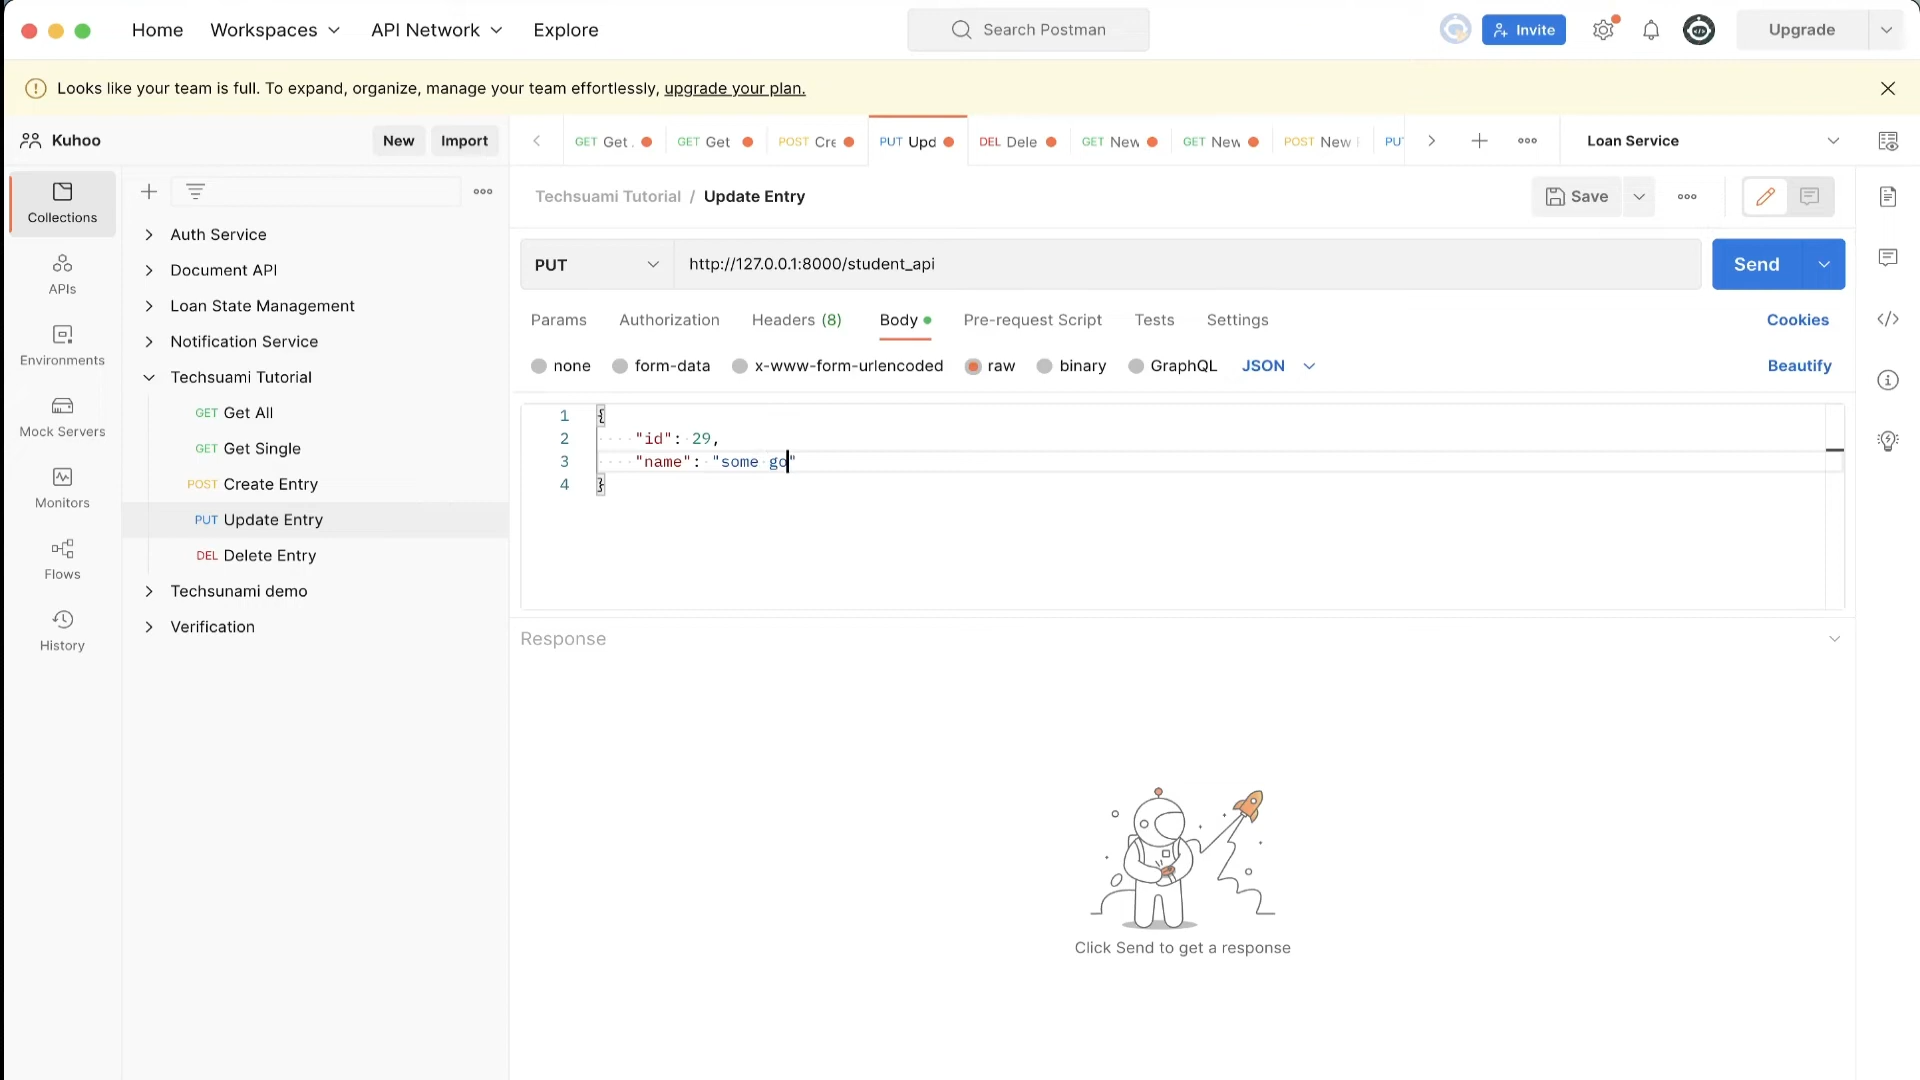 Home Workspaces API Network Explore Search Postman Invite Upgrade
Looks like your team is full. To expand, organize, manage your team effortlessly, upgrade your plan.
Kuhoo New Import
GET Get . GET Get POST Cre PUT Upd DEL Dele GET New GET New POST New PUT Loan Service
Collections
APIs
Environments
Mock Servers
Monitors
Flows
History
Auth Service
Document API
Loan State Management
Notification Service
Techsuami Tutorial
GET Get All
GET Get Single
POST Create Entry
PUT Update Entry
DEL Delete Entry
Techsunami demo
Verification
Techsuami Tutorial / Update Entry Save
PUT http://127.0.0.1:8000/student_api Send
Params Authorization Headers (8) Body Pre-request Script Tests Settings Cookies
none form-data x-www-form-urlencoded raw binary GraphQL JSON Beautify
1 {
2 "id": 29,
3 "name": "some go"
4 }
Response
Click Send to get a response